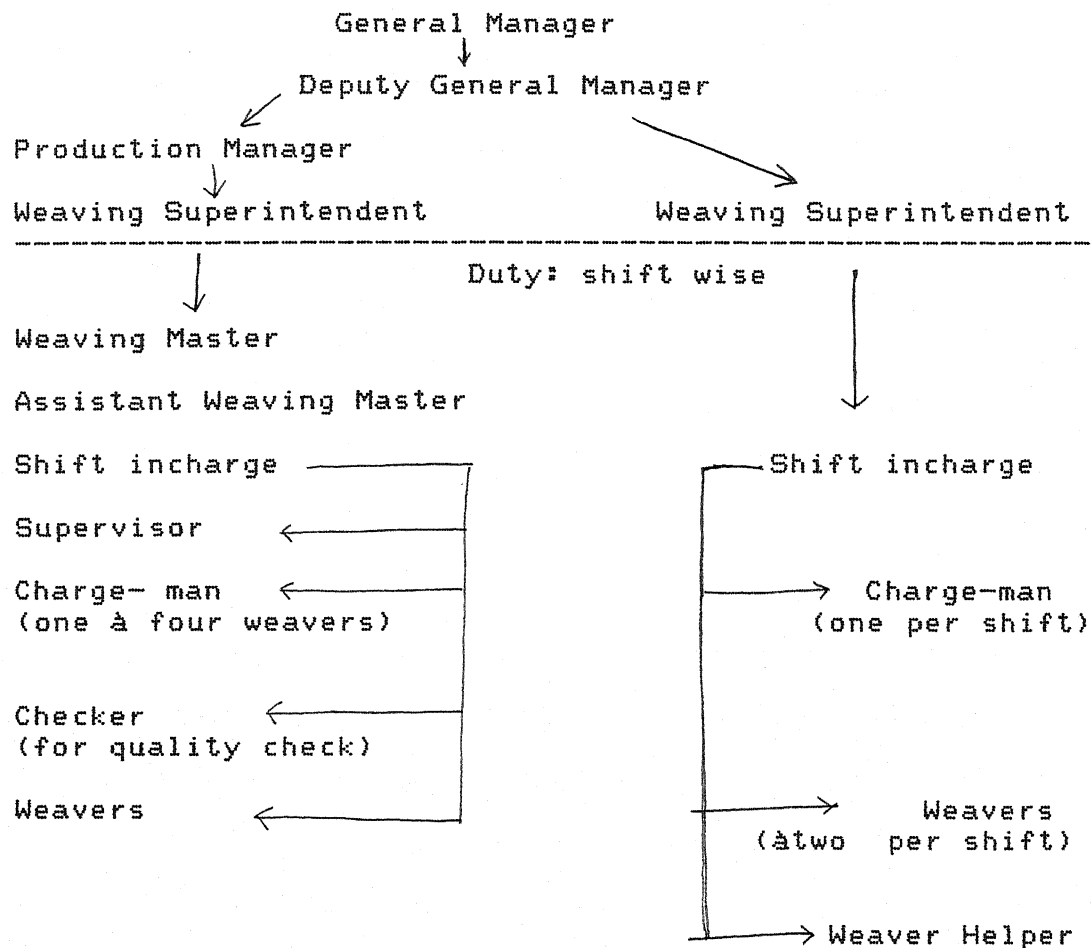 General Manager
Deputy General Manager
Production Manager
Weaving Superintendent Weaving Superintendent
Duty: shift wise
Weaving Master
Assistant Weaving Master
Shift incharge Shift incharge
Supervisor
Charge- man Charge-man
(one à four weavers) (one per shift)
Checker
(for quality check)
Weavers Weavers
(àtwo per shift)
Weaver Helper